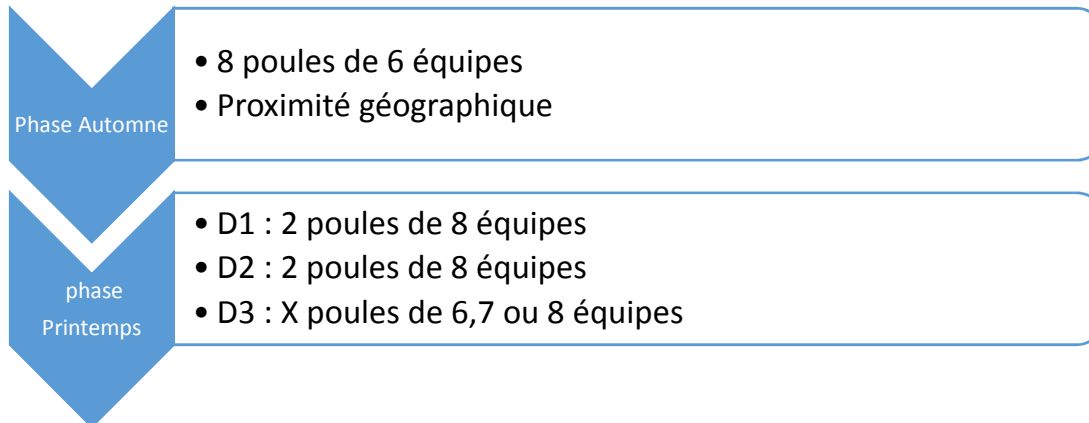 Phase Automne
• 8 poules de 6 équipes
• Proximité géographique
phase
Printemps
• D1 : 2 poules de 8 équipes
• D2 : 2 poules de 8 équipes
• D3 : X poules de 6,7 ou 8 équipes